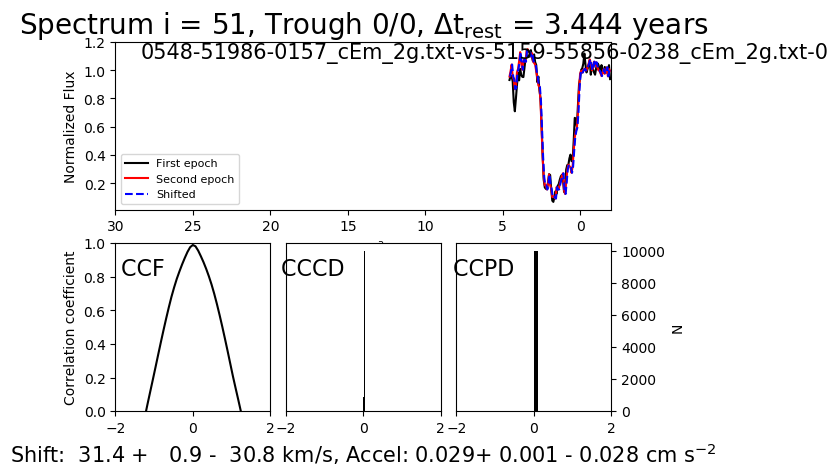 Spectrum i = 51, Trough 0/0, Δt_rest = 3.444 years
0548-51986-0157_cEm_2g.txt-vs-5159-55856-0238_cEm_2g.txt-0
Normalized Flux
1.2
1.0
0.8
0.6
0.4
0.2
First epoch
Second epoch
Shifted
30 25 20 15 10 5 0
Correlation coefficient
1.0
0.8
0.6
0.4
0.2
0.0
CCF
CCCD
CCPD
10000
8000
6000
4000
2000
0
N
−2 0 2
−2 0 2
−2 0 2
Shift: 31.4 + 0.9 - 30.8 km/s, Accel: 0.029+ 0.001 - 0.028 cm s⁻²